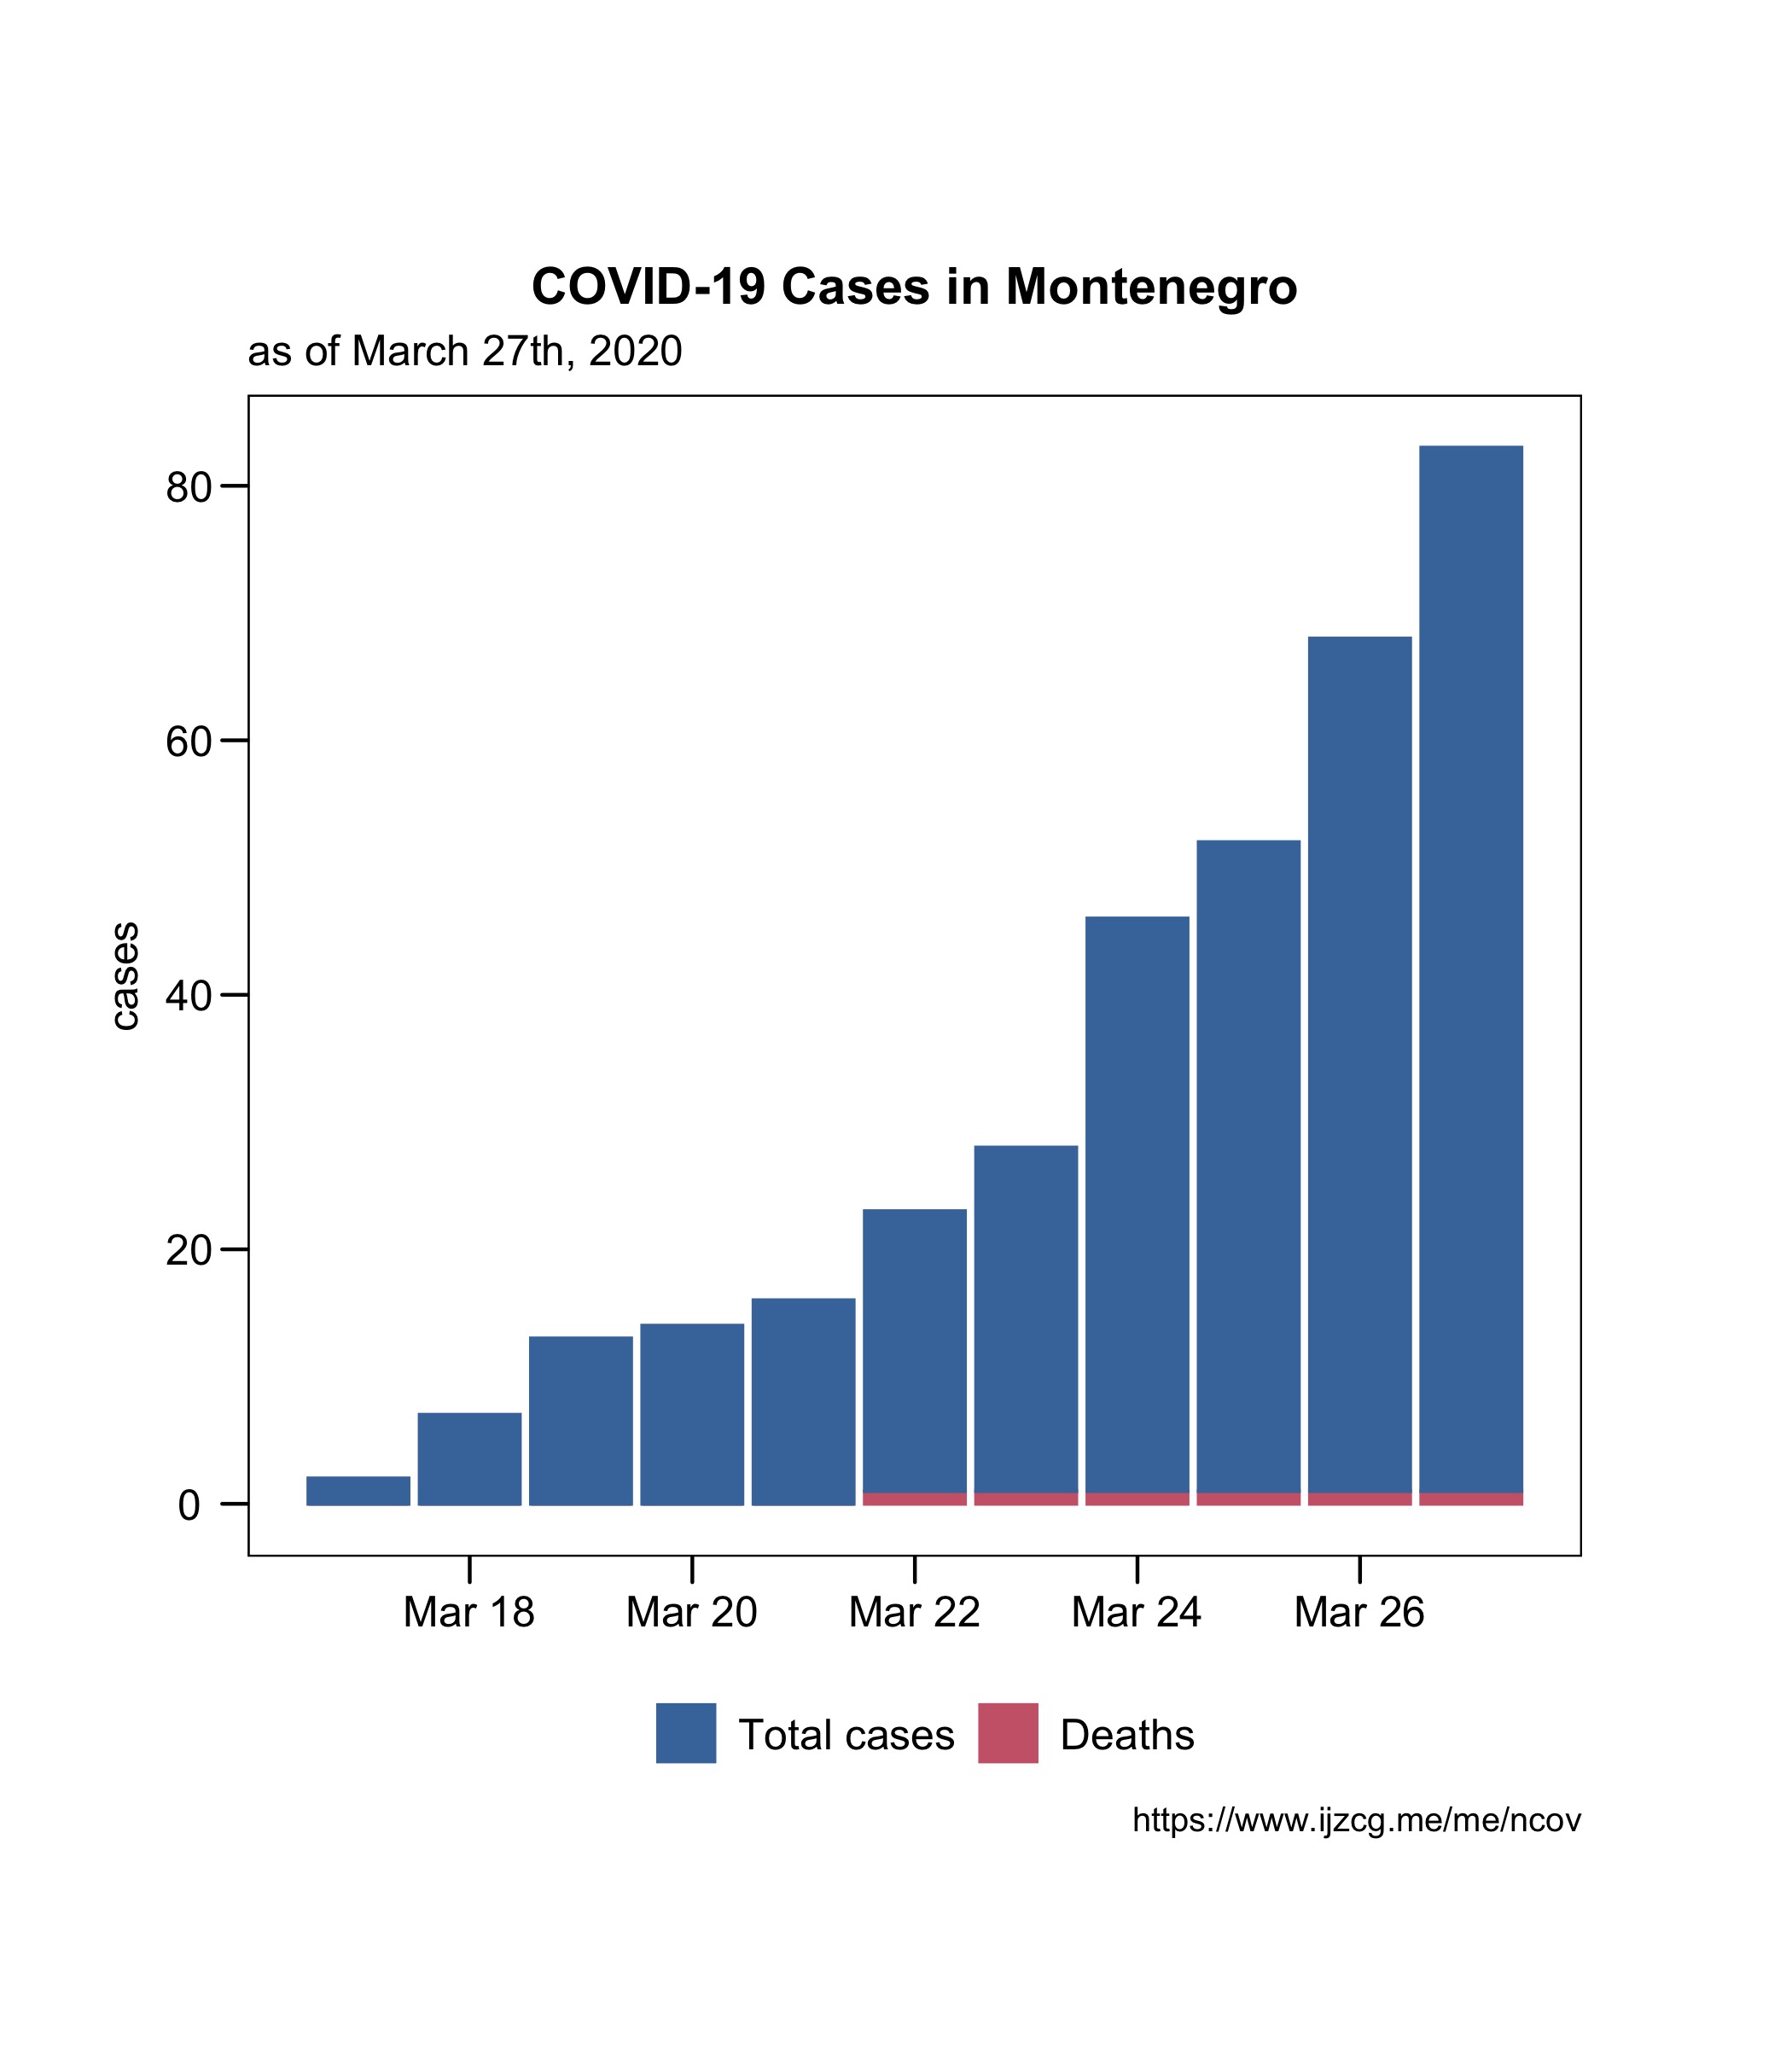 COVID-19 Cases in Montenegro
as of March 27th, 2020
80
60
40
20
0
cases
Mar 18 Mar 20 Mar 22 Mar 24 Mar 26
Total cases Deaths
https://www.ijzcg.me/me/ncov